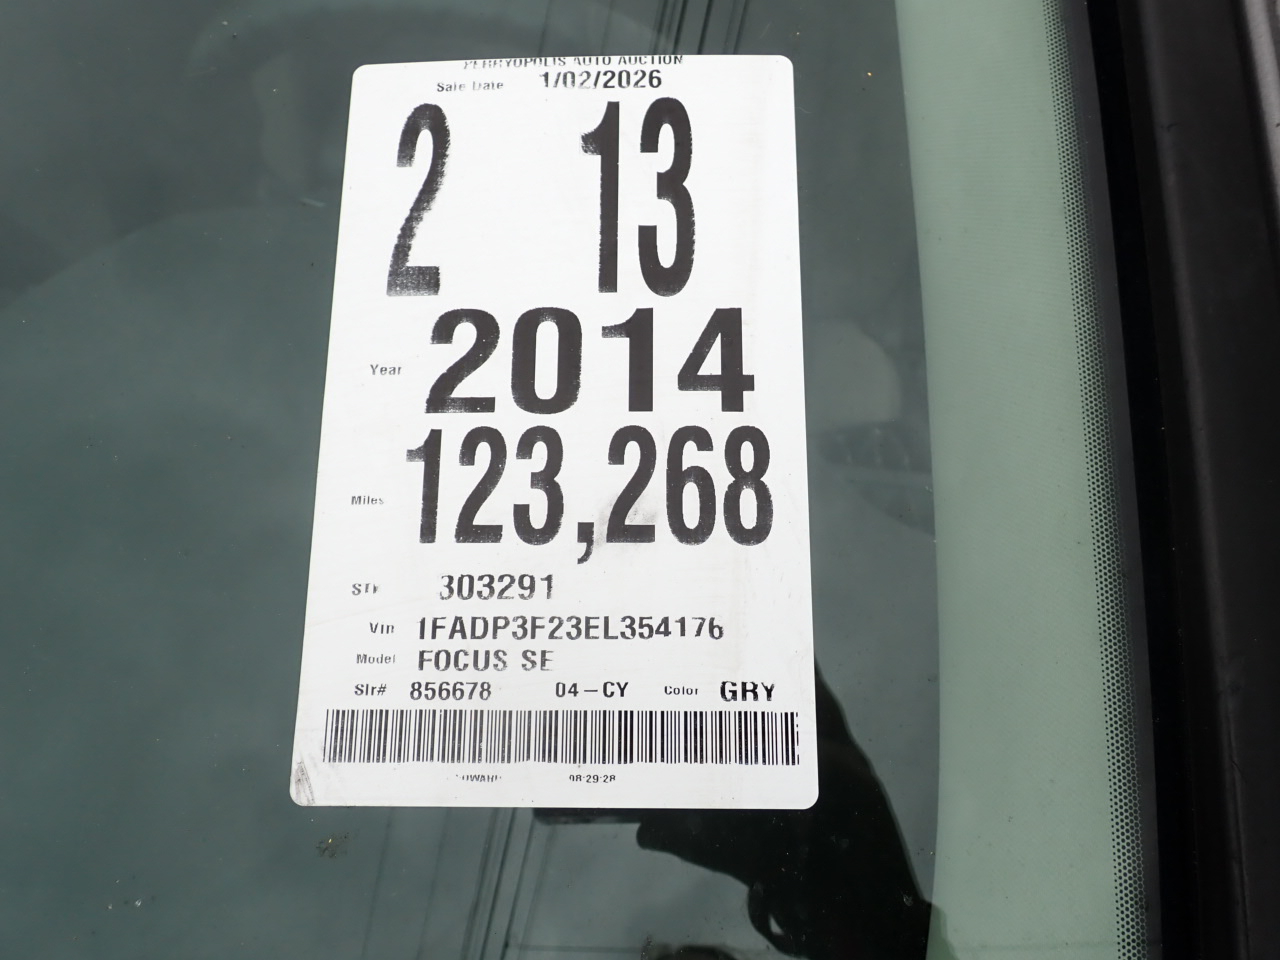 PERRYOPOLIS AUTO AUCTION
Sale Date 1/02/2026
2 13
Year 2014
Miles 123,268
STK 303291
Vin 1FADP3F23EL354176
Model FOCUS SE
Slr# 856678 04-CY Color GRY
08-29-28